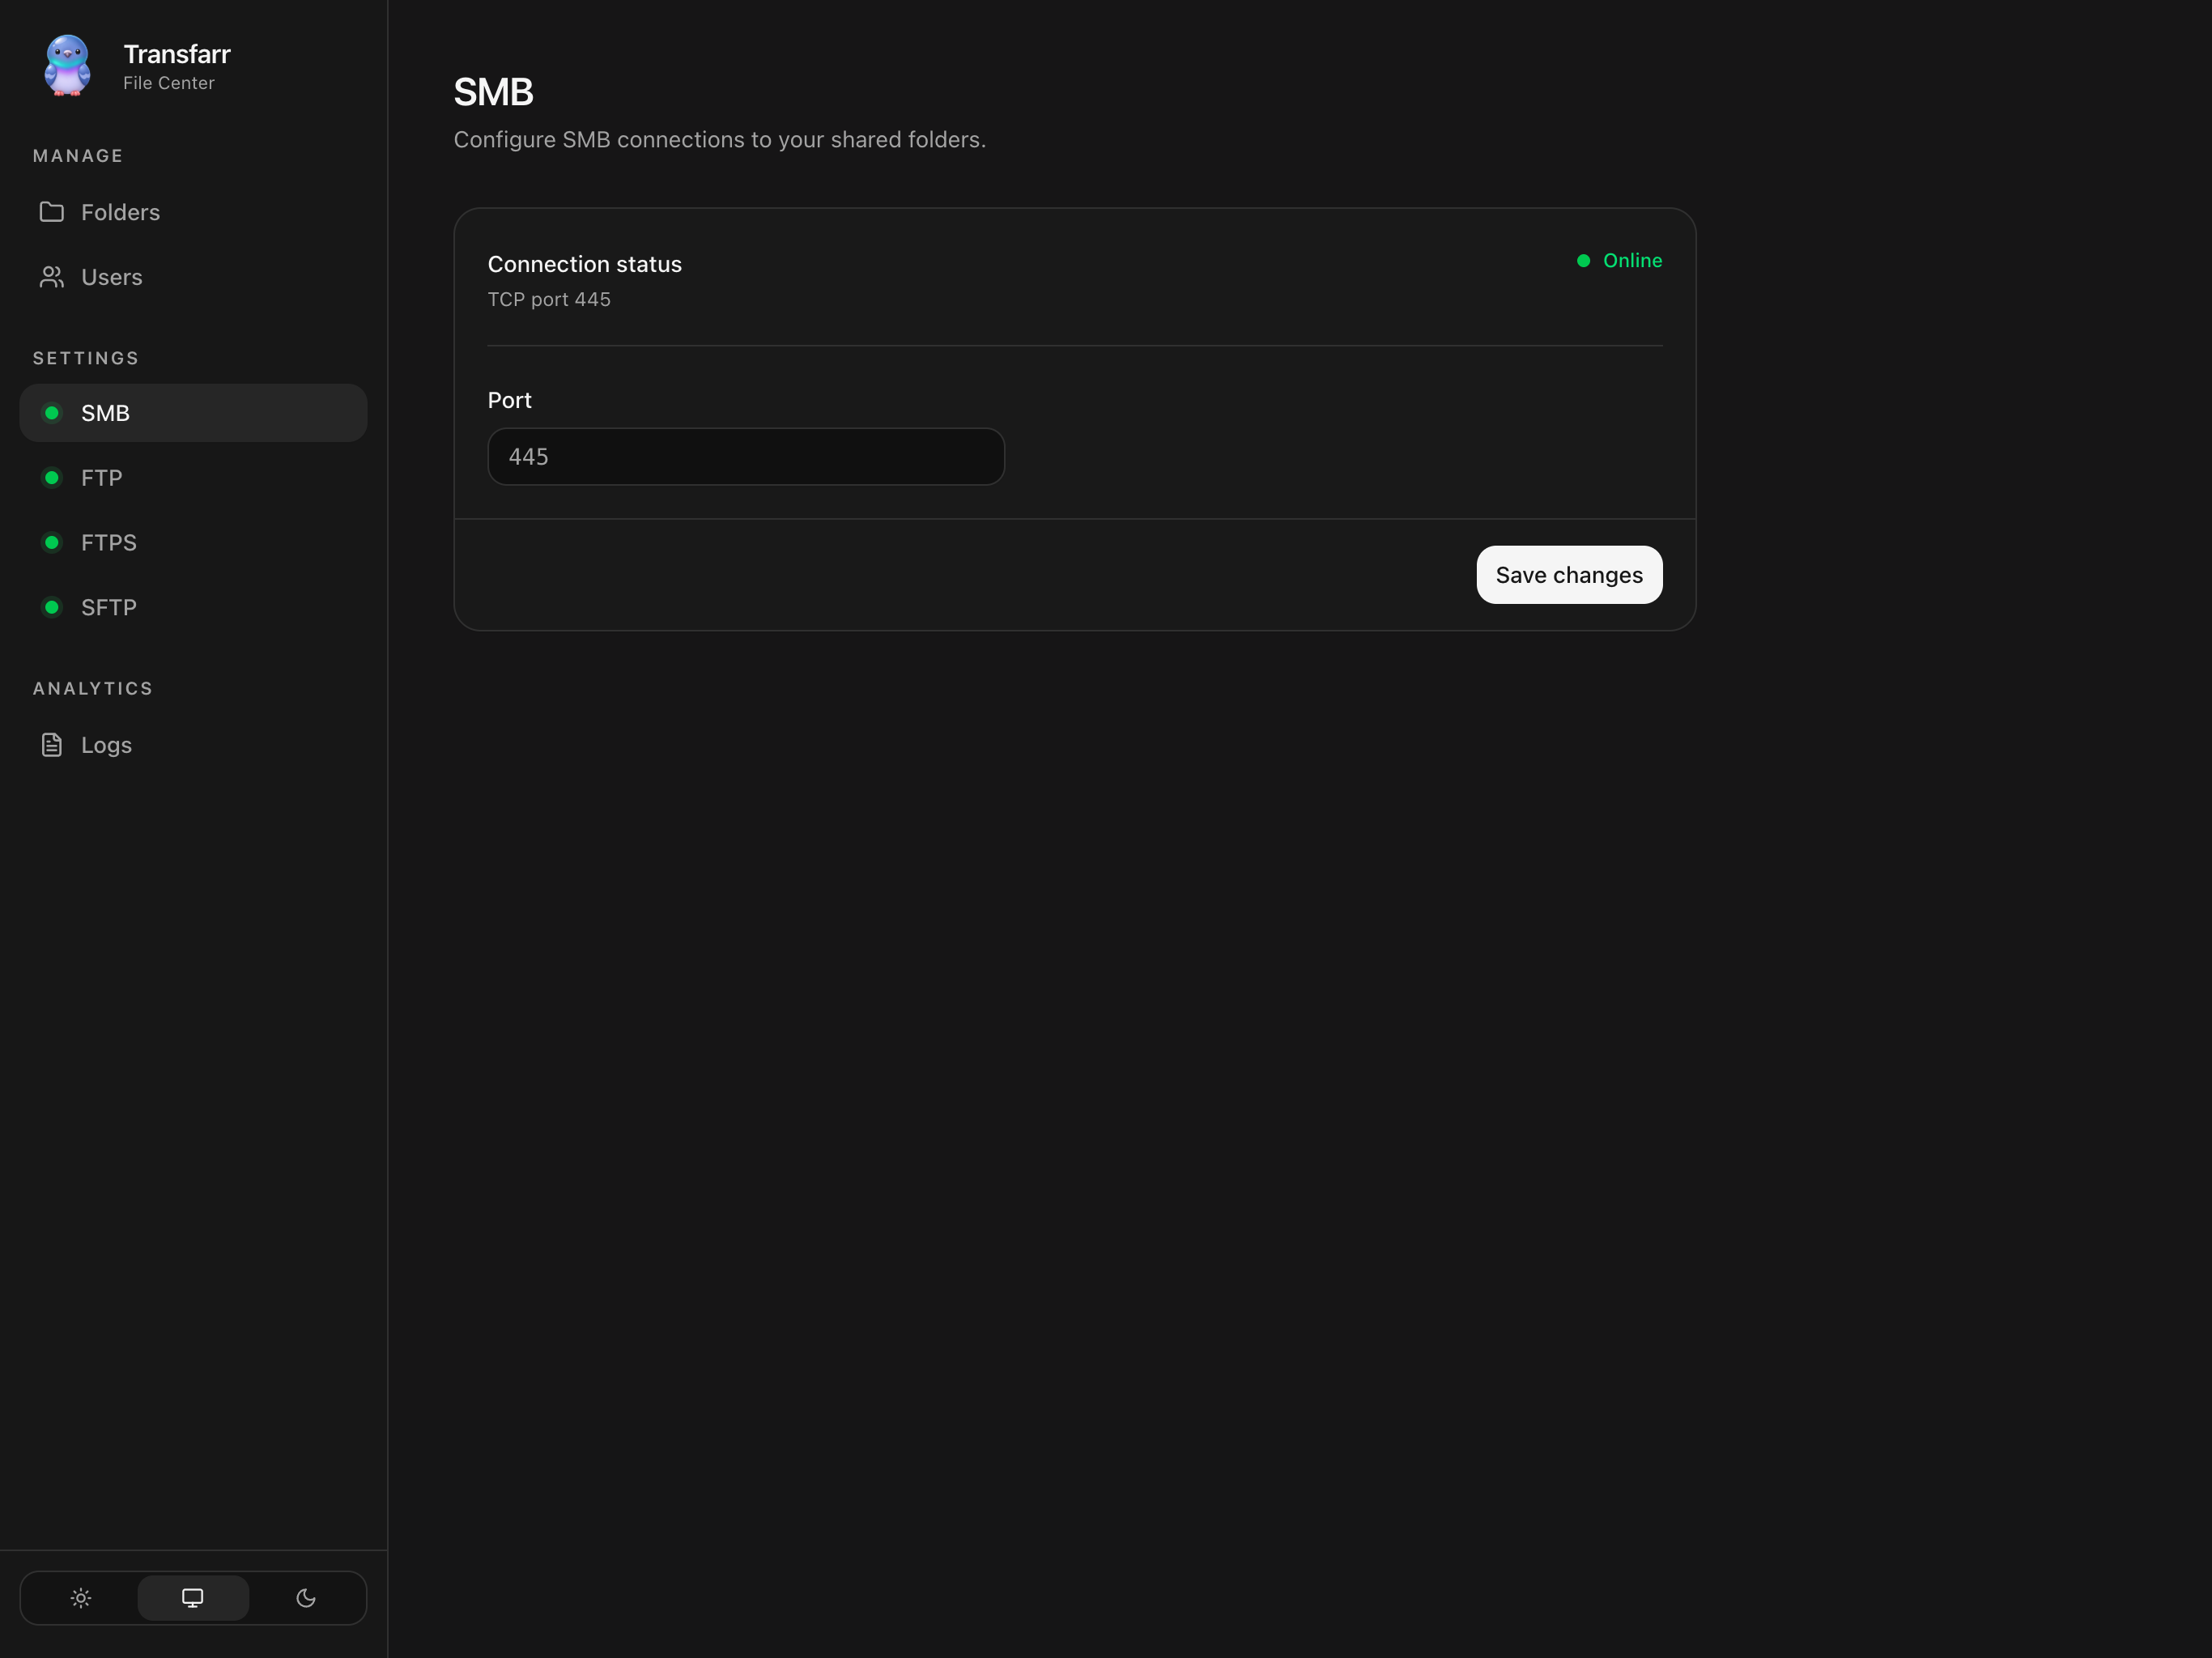 Transfarr
File Center
MANAGE
Folders
Users
SETTINGS
SMB
FTP
FTPS
SFTP
ANALYTICS
Logs
SMB
Configure SMB connections to your shared folders.
Connection status
Online
TCP port 445
Port
445
Save changes